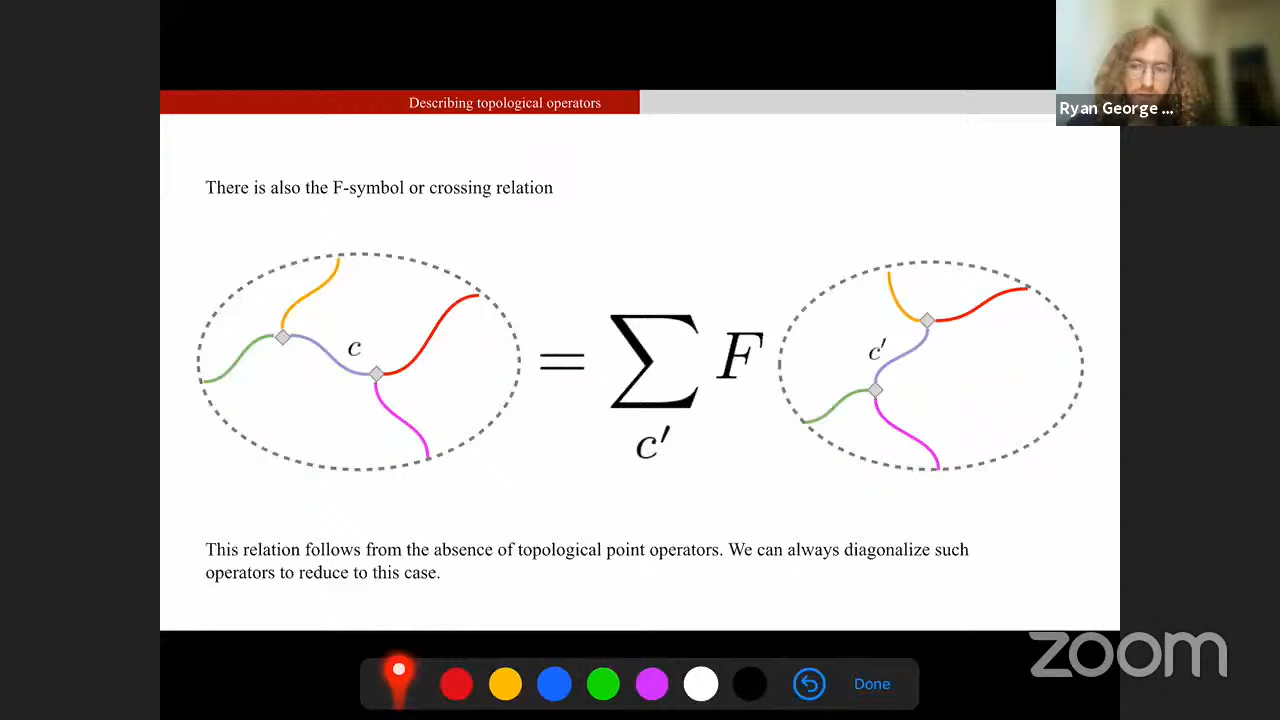 Describing topological operators
Ryan George ...
There is also the F-symbol or crossing relation
c
= ∑ F
c'
c'
This relation follows from the absence of topological point operators. We can always diagonalize such
operators to reduce to this case.
zoom
Done